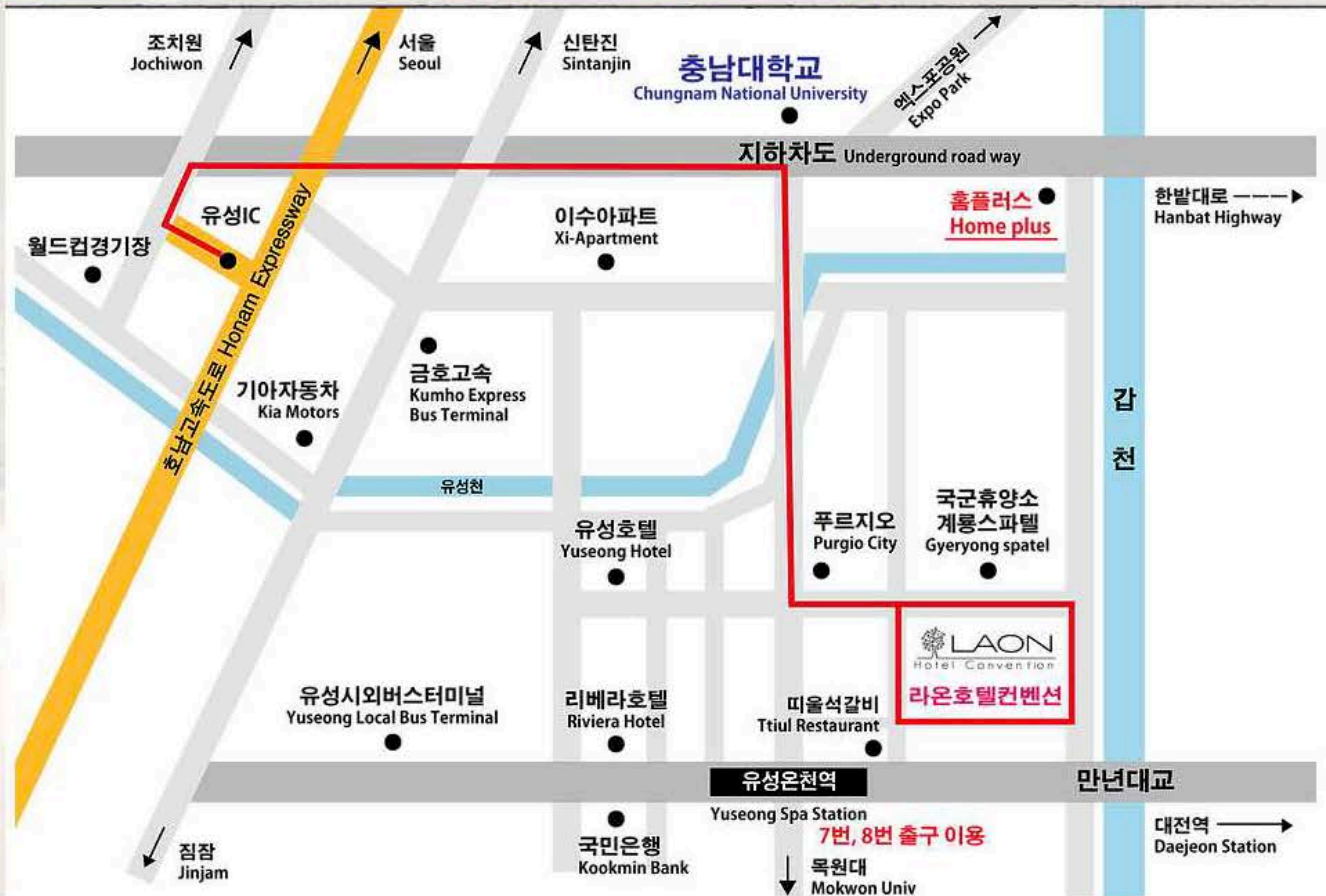 조치원
Jochiwon
서울
Seoul
신탄진
Sintanjin
충남대학교
Chungnam National University
엑스포공원
Expo Park
지하차도 Underground road way
홈플러스
Home plus
한밭대로
Hanbat Highway
유성IC
월드컵경기장
이수아파트
Xi-Apartment
호남고속도로 Honam Expressway
기아자동차
Kia Motors
금호고속
Kumho Express
Bus Terminal
갑
천
유성천
유성호텔
Yuseong Hotel
푸르지오
Purgio City
국군휴양소
계룡스파텔
Gyeryong spatel
LAON
Hotel Convention
라온호텔컨벤션
유성시외버스터미널
Yuseong Local Bus Terminal
리베라호텔
Riviera Hotel
띠울석갈비
Ttiul Restaurant
유성온천역
Yuseong Spa Station
7번, 8번 출구 이용
만년대교
대전역
Daejeon Station
국민은행
Kookmin Bank
목원대
Mokwon Univ
짐잠
Jinjam